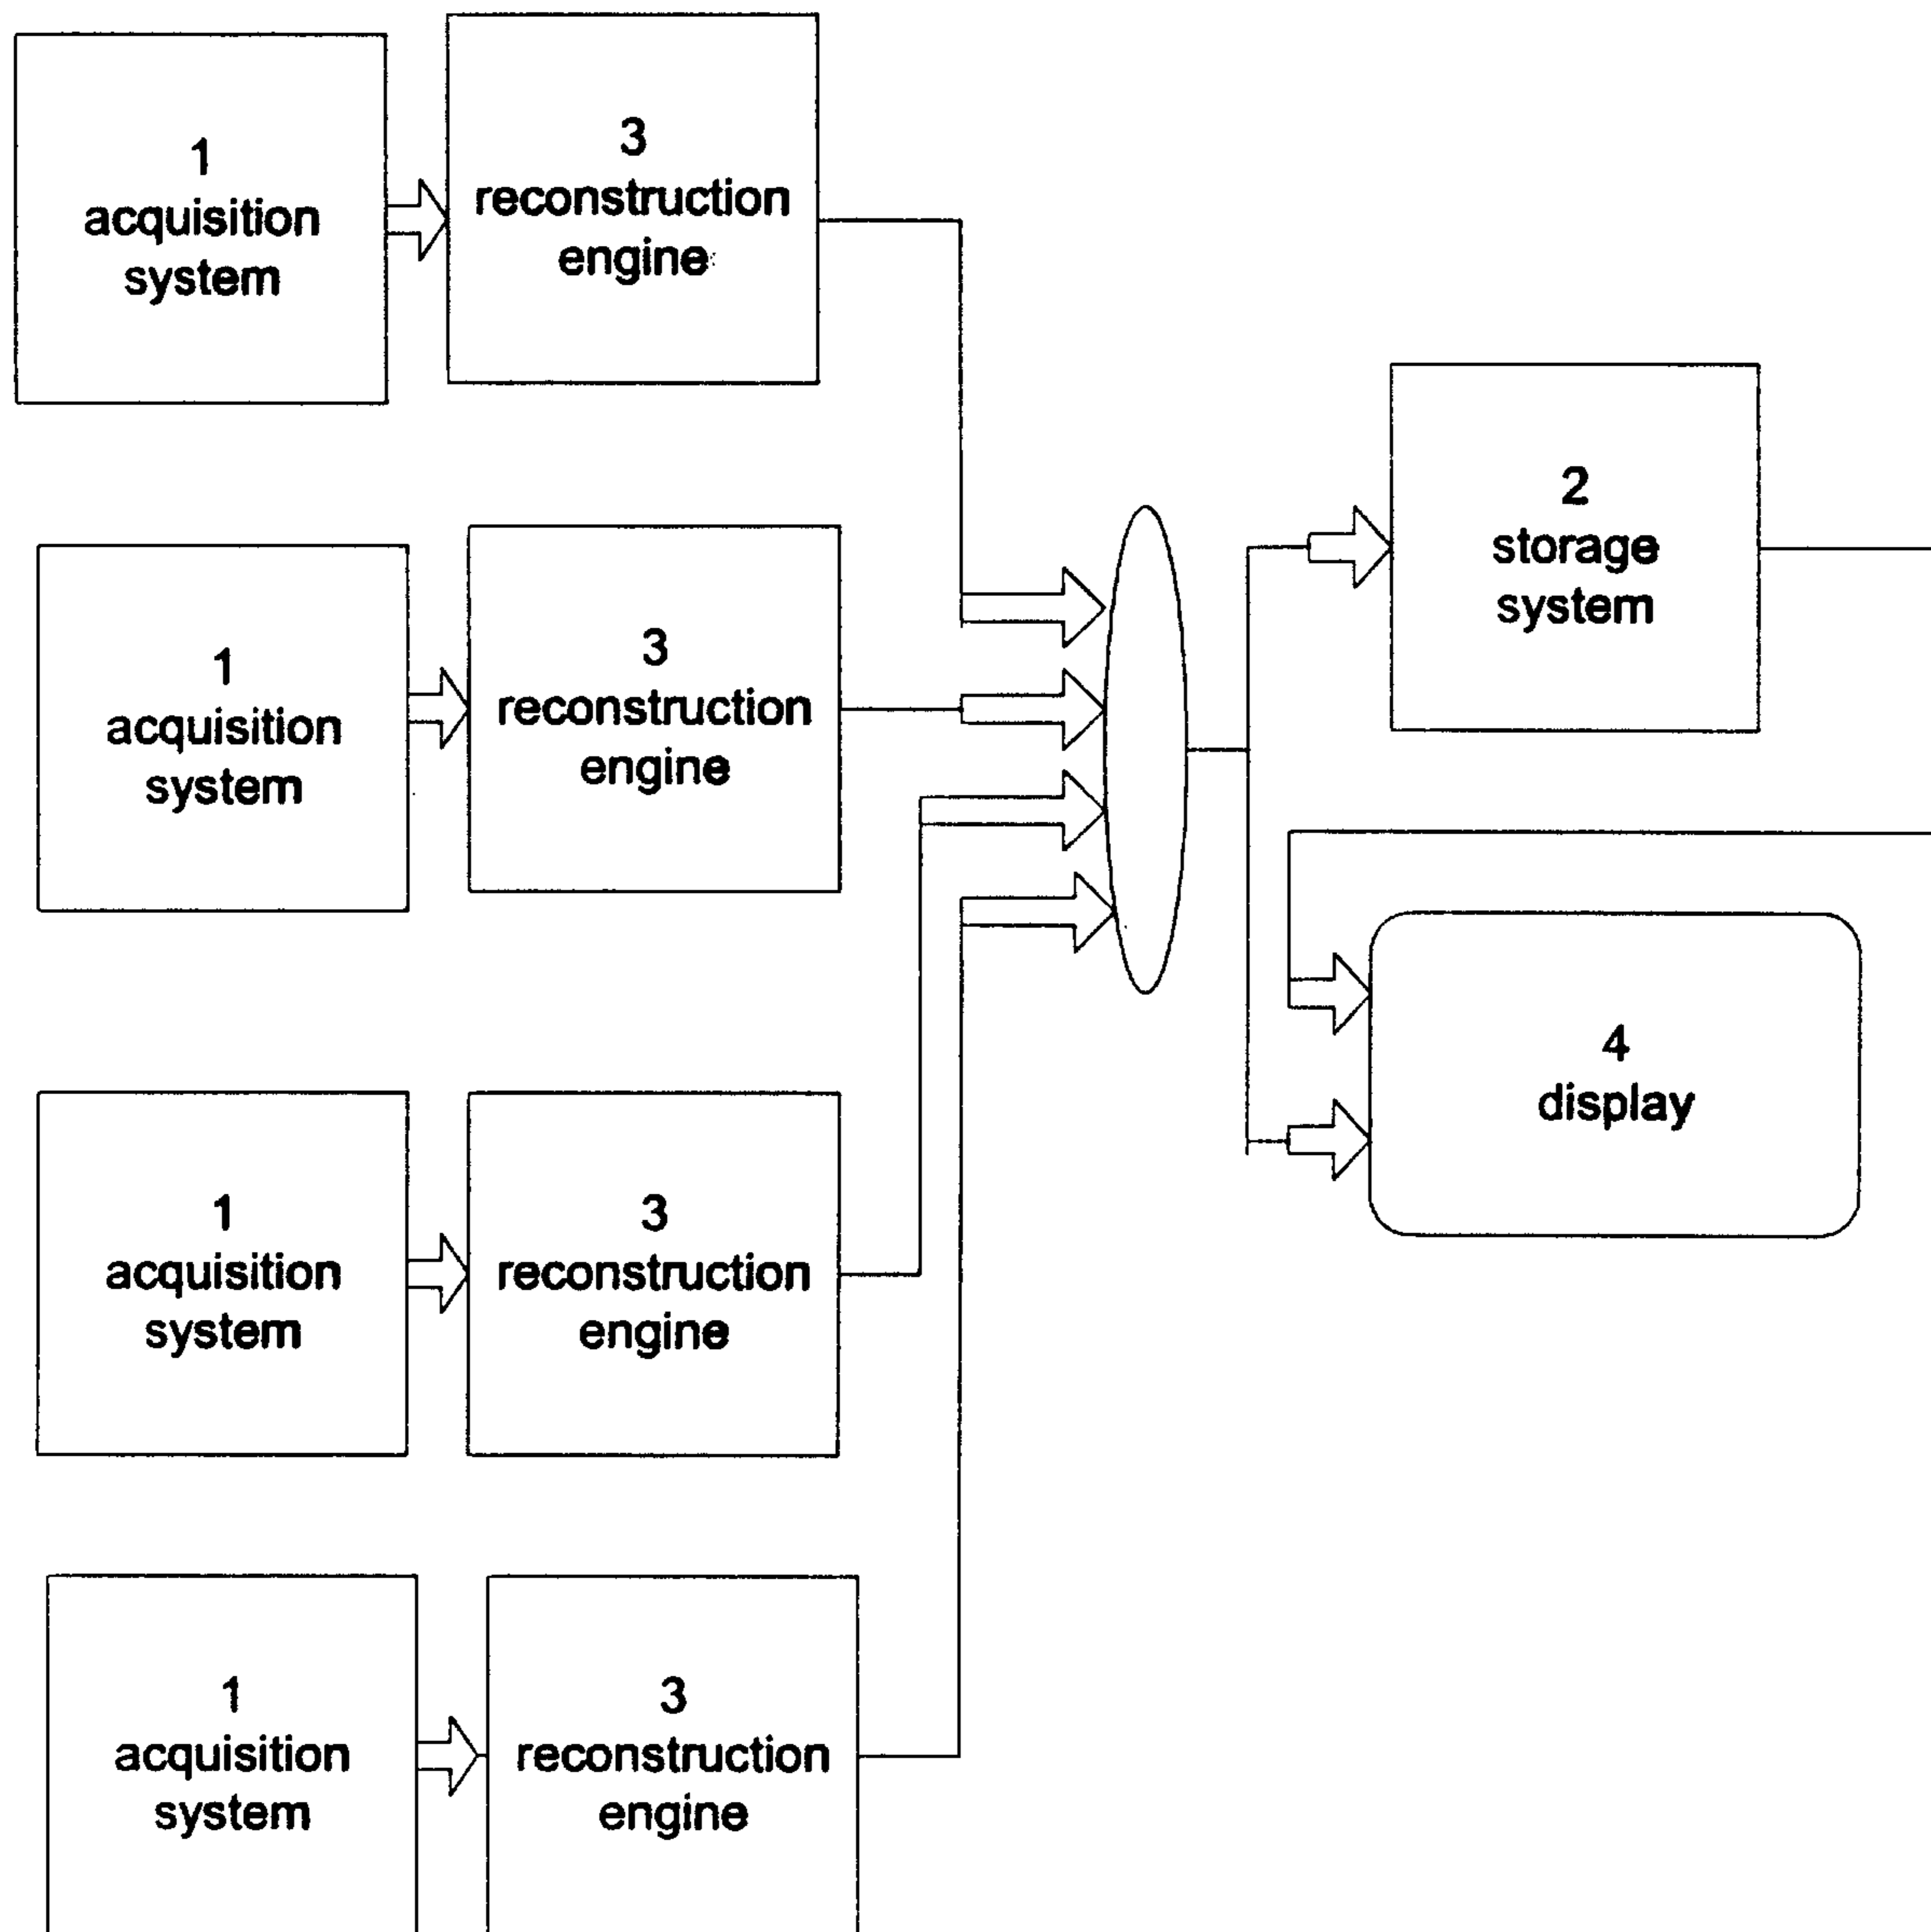 1
acquisition
system
3
reconstruction
engine
1
acquisition
system
3
reconstruction
engine
2
storage
system
1
acquisition
system
3
reconstruction
engine
4
display
1
acquisition
system
3
reconstruction
engine